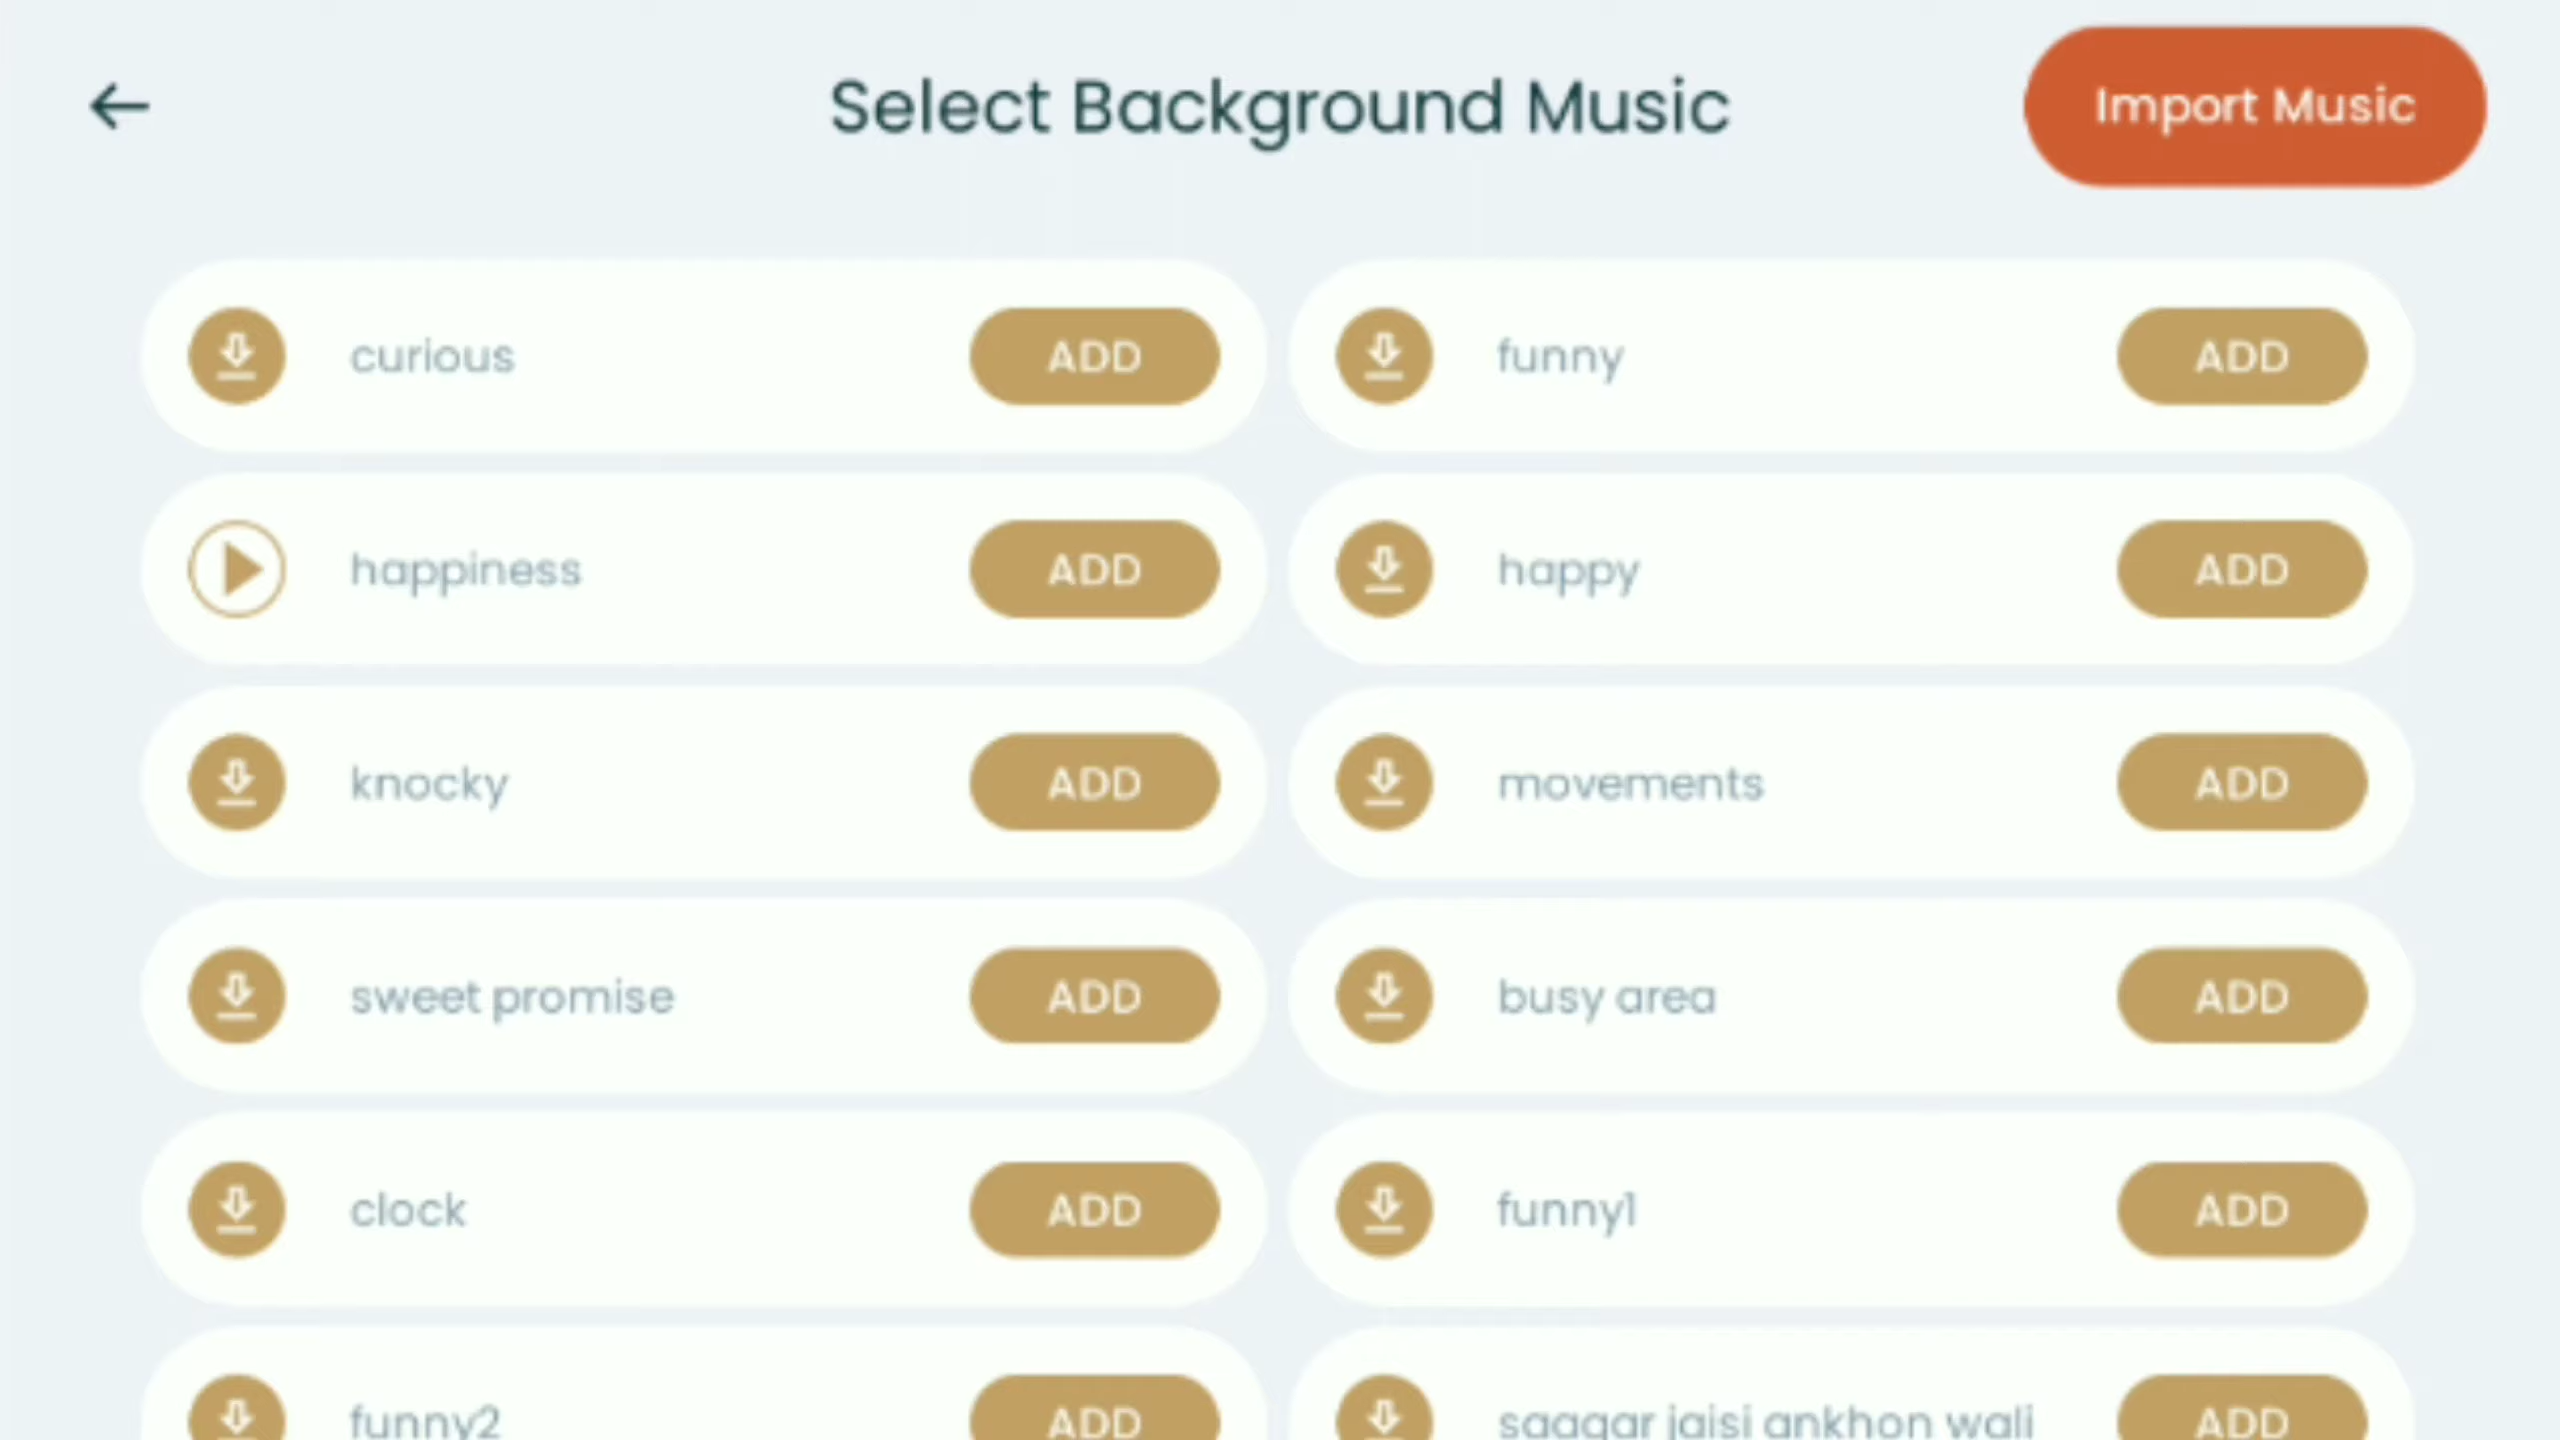 Select Background Music
Import Music
curious ADD
funny ADD
happiness ADD
happy ADD
knocky ADD
movements ADD
sweet promise ADD
busy area ADD
clock ADD
funny1 ADD
funny2 ADD
saagar jaisi ankhon wali ADD